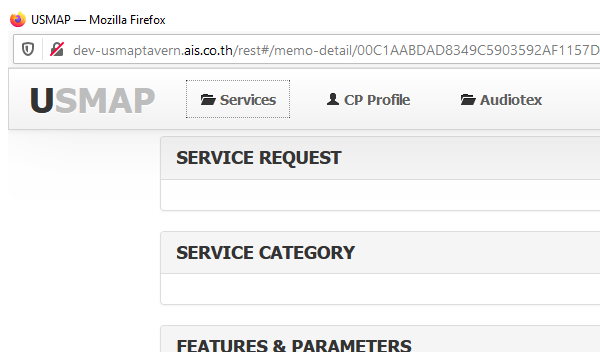 USMAP — Mozilla Firefox
dev-usmaptavern.ais.co.th/rest#/memo-detail/00C1AABDAD8349C5903592AF1157D
USMAP Services CP Profile Audiotex
SERVICE REQUEST
SERVICE CATEGORY
FEATURES & PARAMETERS